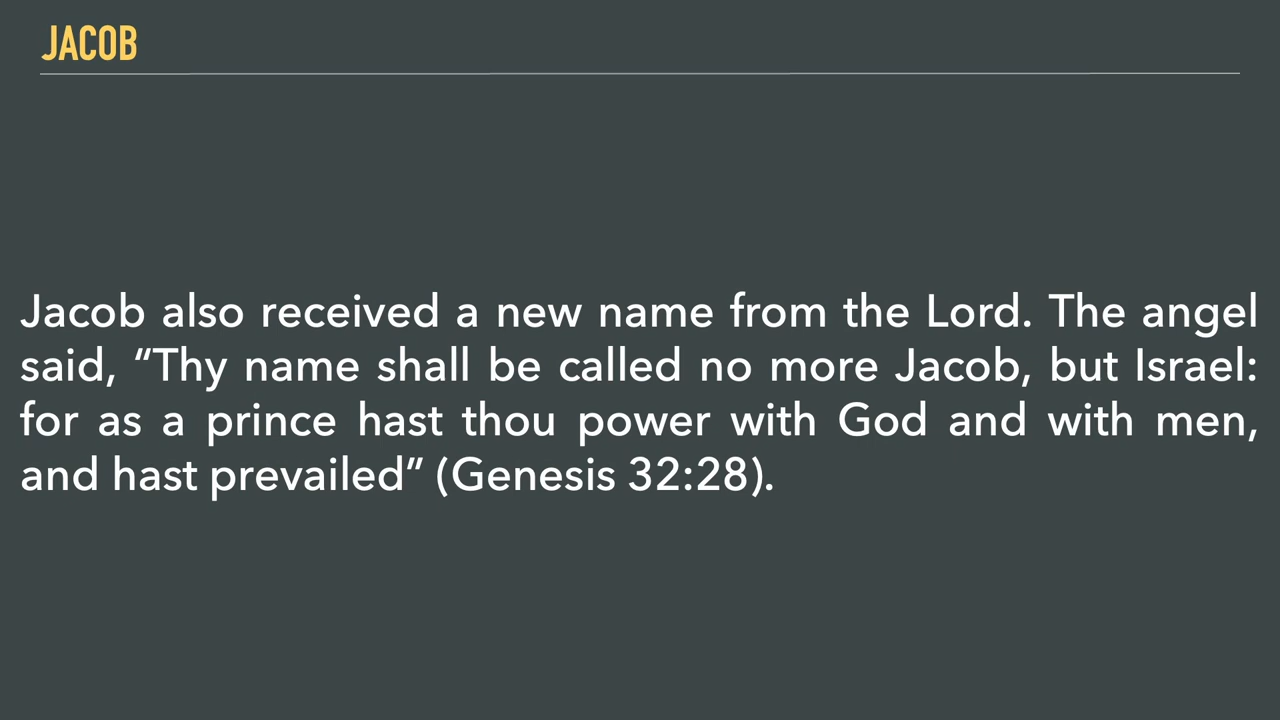 JACOB
Jacob also received a new name from the Lord. The angel
said, “Thy name shall be called no more Jacob, but Israel:
for as a prince hast thou power with God and with men,
and hast prevailed” (Genesis 32:28).